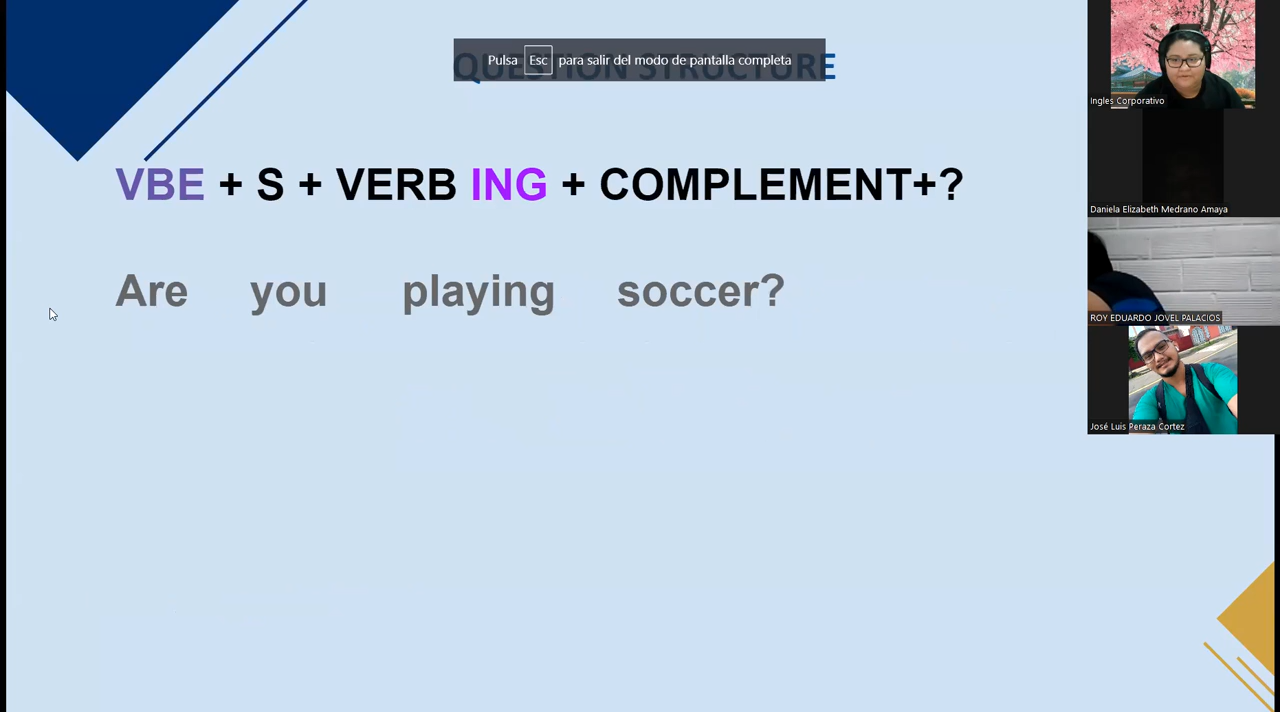 QUESTION STRUCTURE
Pulsa Esc para salir del modo de pantalla completa
VBE + S + VERB ING + COMPLEMENT+?
Are you playing soccer?
Ingles Corporativo
Daniela Elizabeth Medrano Amaya
ROY EDUARDO JOVEL PALACIOS
José Luis Peraza Cortez